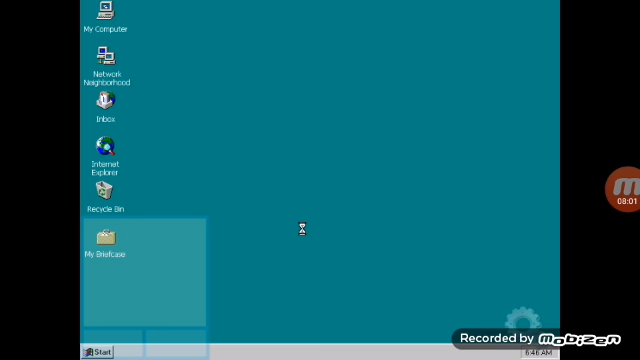 My Computer
Network
Neighborhood
Inbox
Internet
Explorer
Recycle Bin
My Briefcase
08:01
Recorded by mobizen
Start
6:46 AM